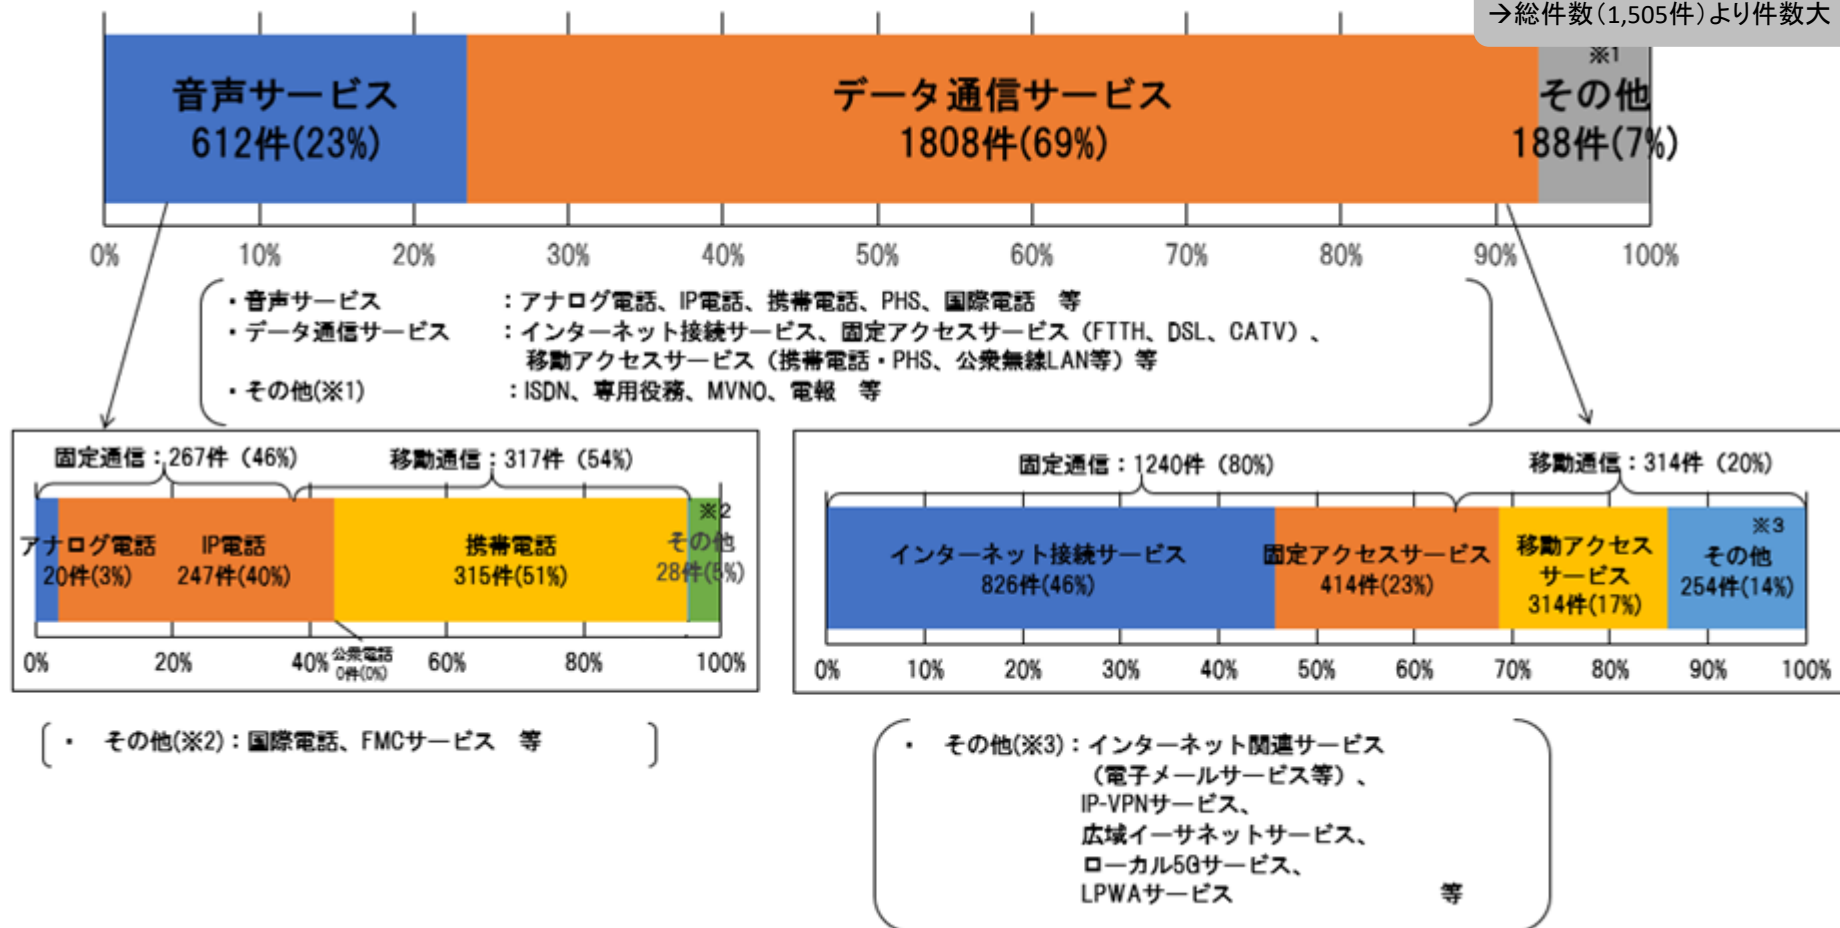 →総件数（1,505件）より件数大
※1
音声サービス
612件(23%)
データ通信サービス
1808件(69%)
その他
188件(7%)
0% 10% 20% 30% 40% 50% 60% 70% 80% 90% 100%
・音声サービス ：アナログ電話、IP電話、携帯電話、PHS、国際電話 等
・データ通信サービス ：インターネット接続サービス、固定アクセスサービス（FTTH、DSL、CATV）、
移動アクセスサービス（携帯電話・PHS、公衆無線LAN等）等
・その他(※1) ：ISDN、専用役務、MVNO、電報 等
固定通信：267件（46%） 移動通信：317件（54%）
アナログ電話
20件(3%)
IP電話
247件(40%)
携帯電話
315件(51%)
※2
その他
28件(5%)
0% 20% 40% 60% 80% 100%
公衆電話
0件(0%)
・ その他(※2)：国際電話、FMCサービス 等
固定通信：1240件（80%） 移動通信：314件（20%）
インターネット接続サービス
826件(46%)
固定アクセスサービス
414件(23%)
移動アクセス
サービス
314件(17%)
※3
その他
254件(14%)
0% 10% 20% 30% 40% 50% 60% 70% 80% 90% 100%
・ その他(※3)：インターネット関連サービス
（電子メールサービス等）、
IP-VPNサービス、
広域イーサネットサービス、
ローカル5Gサービス、
LPWAサービス 等